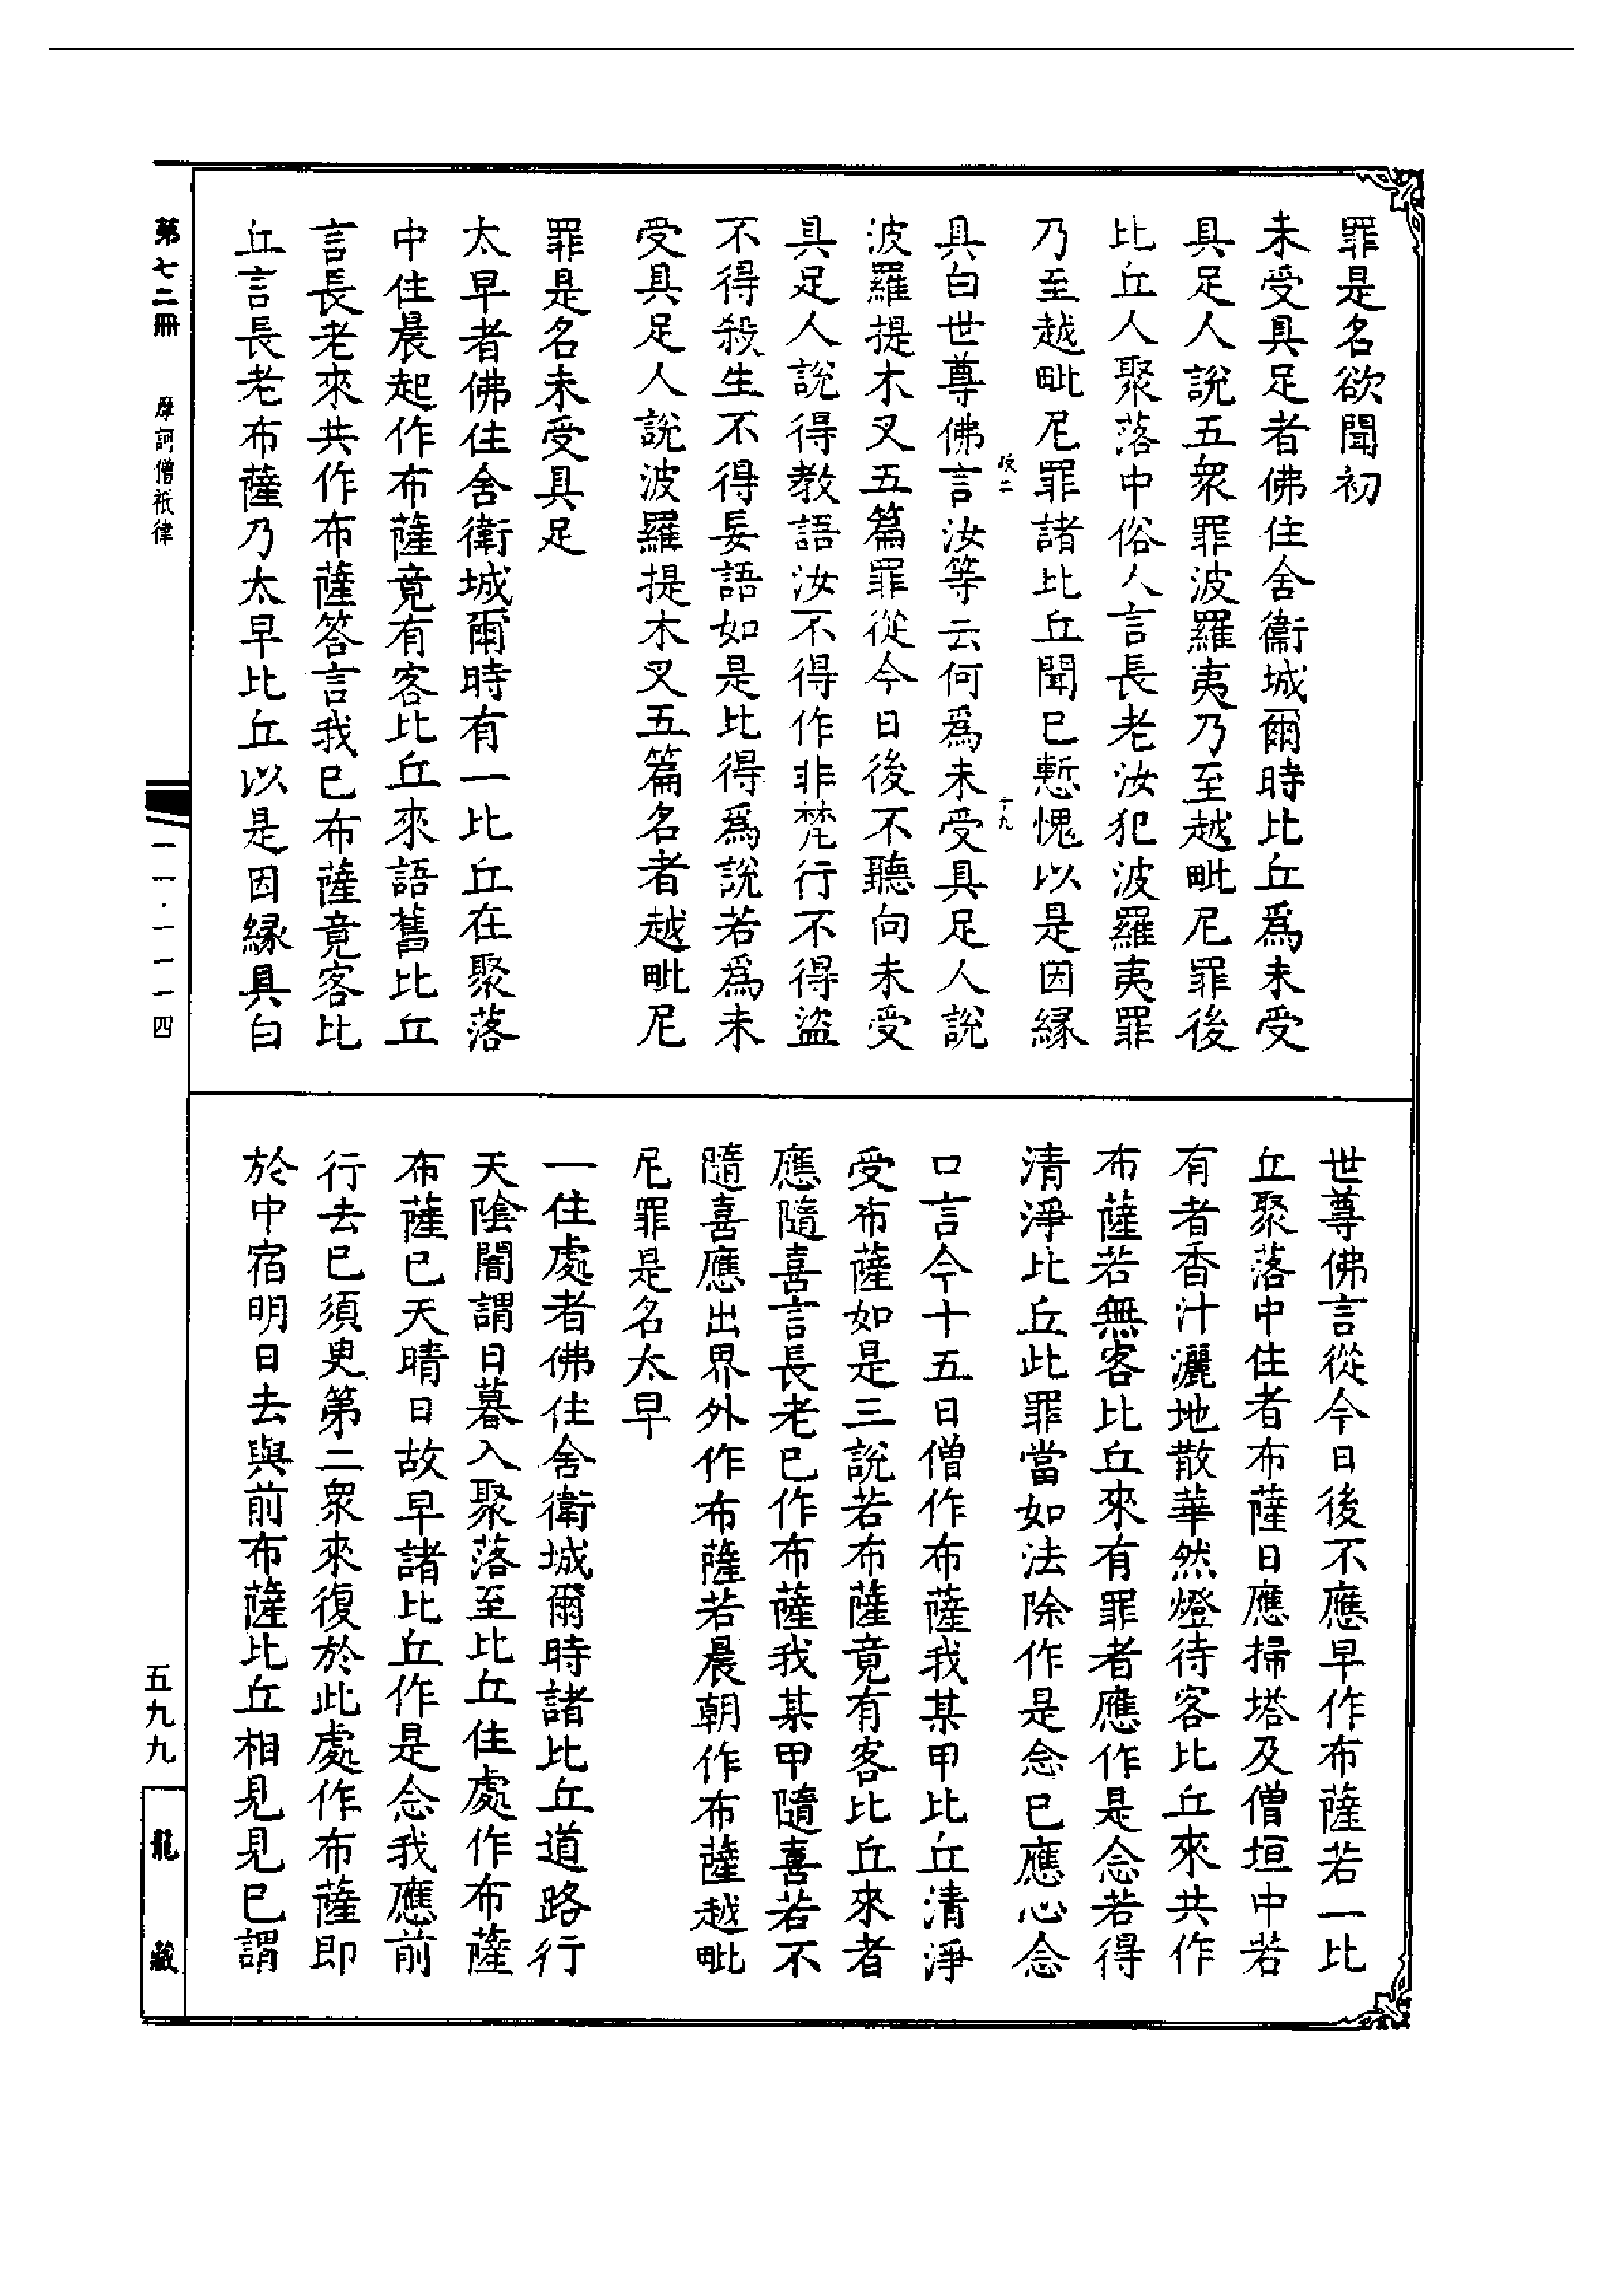 罪是名欲聞初
未受具足者佛住舍衞城爾時比丘爲未受
具足人說五衆罪波羅夷乃至越毗尼罪後
比丘人聚落中俗人言長老汝犯波羅夷罪
乃至越毗尼罪諸比丘聞已慙愧以是因緣
具白世尊佛言汝等云何爲未受具足人說
波羅提木叉五篇罪從今日後不聽向未受
具足人說得教語汝不得作非梵行不得盜
不得殺生不得妄語如是比得爲說若爲未
受具足人說波羅提木叉五篇名者越毗尼
罪是名未受具足
太早者佛住舍衛城爾時有一比丘在聚落
中住晨起作布薩竟有客比丘來語舊比丘
言長老來共作布薩答言我已布薩竟客比
丘言長老布薩乃太早比丘以是因緣具白
世尊佛言從今日後不應早作布薩若一比
丘聚落中住者布薩日應掃塔及僧垣中若
有者香汁灑地散華然燈待客比丘來共作
布薩若無客比丘來有罪者應作是念若得
清淨比丘此罪當如法除作是念已應心念
口言今十五日僧作布薩我某甲比丘清淨
受布薩如是三說若布薩竟有客比丘來者
應隨喜言長老已作布薩我某甲隨喜若不
隨喜應出界外作布薩若晨朝作布薩越毗
尼罪是名太早
一住處者佛住舍衛城爾時諸比丘道路行
天陰闇謂日暮入聚落至比丘住處作布薩
布薩已天晴日故早諸比丘作是念我應前
行去已須臾第二衆來復於此處作布薩即
於中宿明日去與前布薩比丘相見見已謂
第七二冊
摩訶僧祇律
一一·一一一四
五九九
龍藏
十九